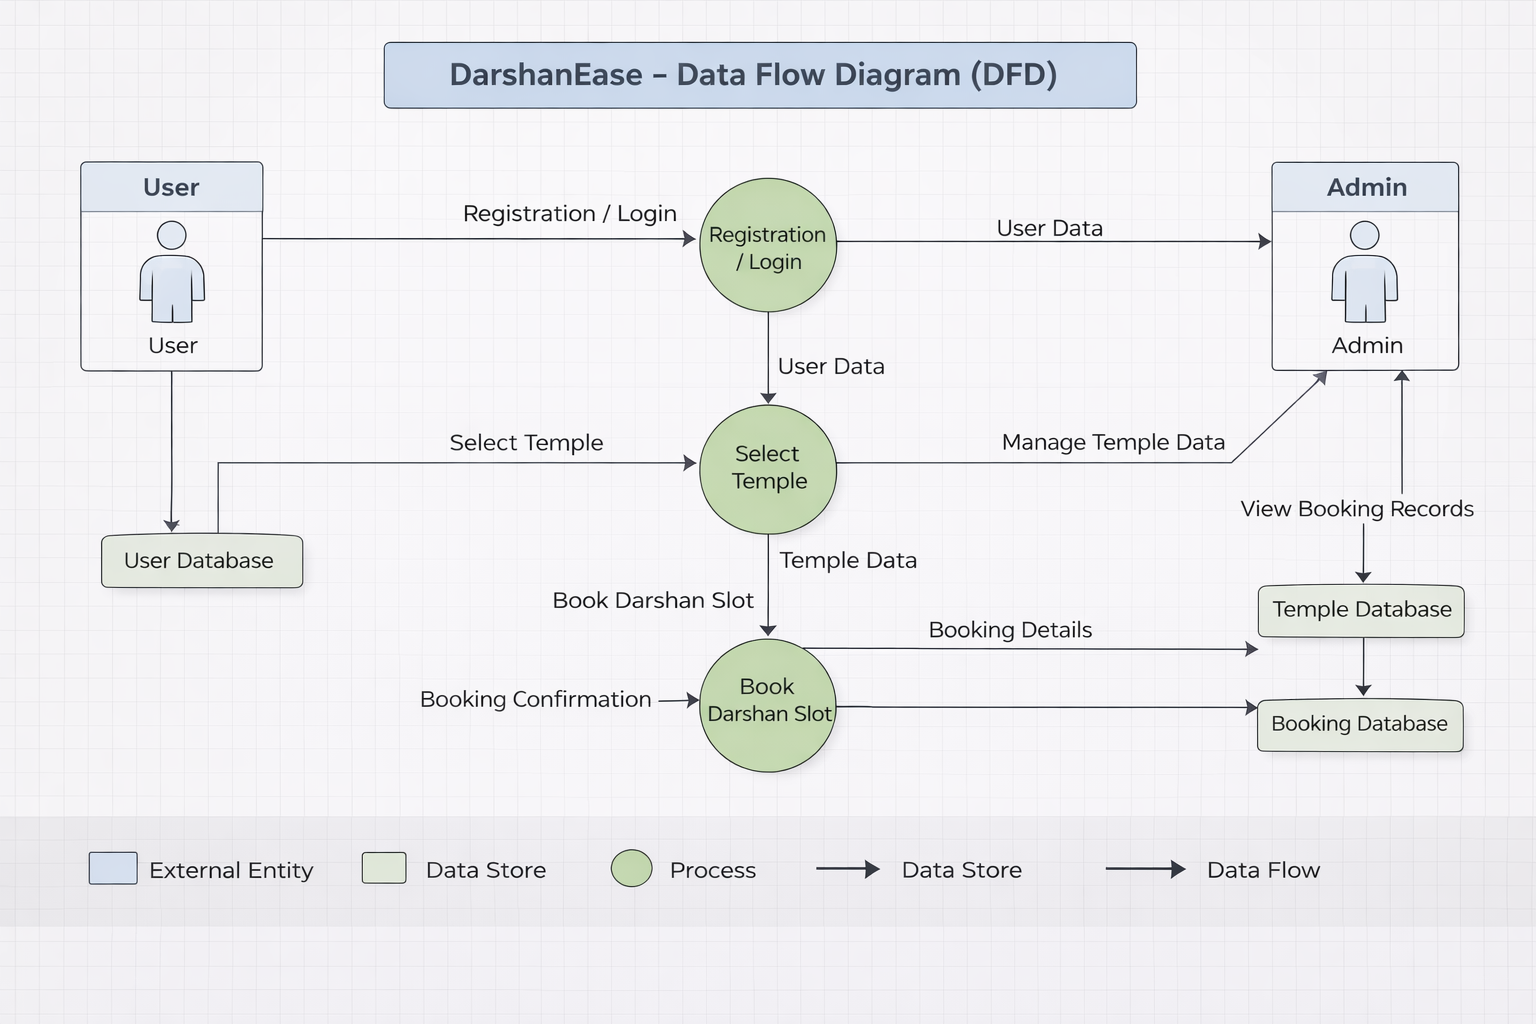 DarshanEase – Data Flow Diagram (DFD)
User
Admin
Registration / Login
Registration
/ Login
User Data
User
Admin
User Data
Select Temple
Select
Temple
Manage Temple Data
View Booking Records
User Database
Temple Data
Book Darshan Slot
Temple Database
Booking Details
Booking Confirmation
Book
Darshan Slot
Booking Database
External Entity
Data Store
Process
Data Store
Data Flow